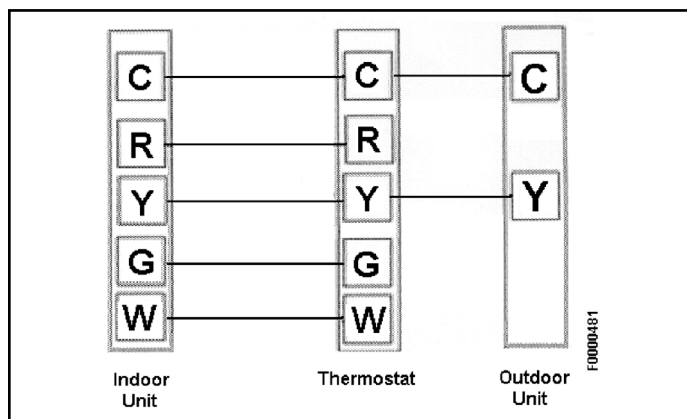 C C C
R R
Y Y Y
G G
W W
Indoor Unit
Thermostat
Outdoor Unit
F0000481